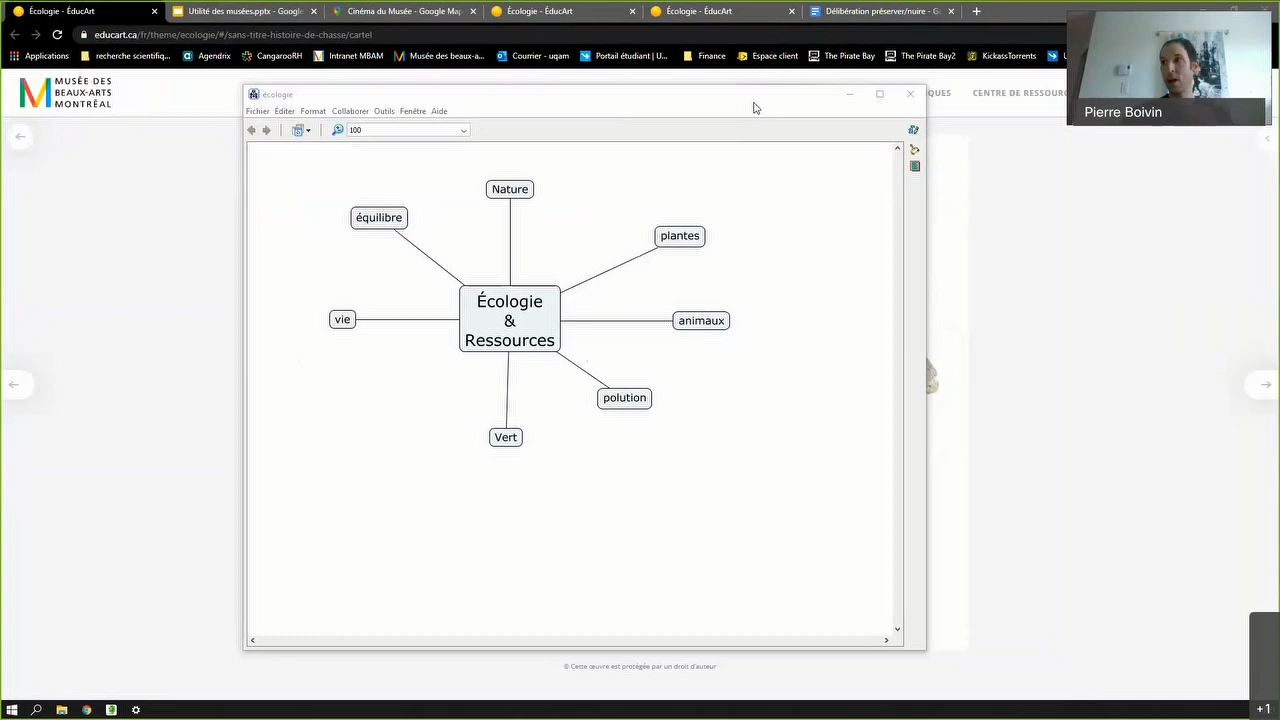 Écologie - ÉducArt
Utilité des musées.pptx - Google
Cinéma du Musée - Google Map
Écologie - ÉducArt
Écologie - ÉducArt
Délibération préserver/nuire - G
educart.ca/fr/theme/ecologie/#/sans-titre-histoire-de-chasse/cartel
Applications
recherche scientifiq...
Agendrix
CangarooRH
Intranet MBAM
Musée des beaux-a...
Courrier - uqam
Portail étudiant | U...
Finance
Espace client
The Pirate Bay
The Pirate Bay2
KickassTorrents
MUSÉE DES
BEAUX-ARTS
MONTRÉAL
QUES
CENTRE DE RESSOURC
Pierre Boivin
écologie
Fichier Éditer Format Collaborer Outils Fenêtre Aide
100
Nature
équilibre
plantes
Écologie
&
Ressources
vie
animaux
polution
Vert
© Cette œuvre est protégée par un droit d'auteur
+1